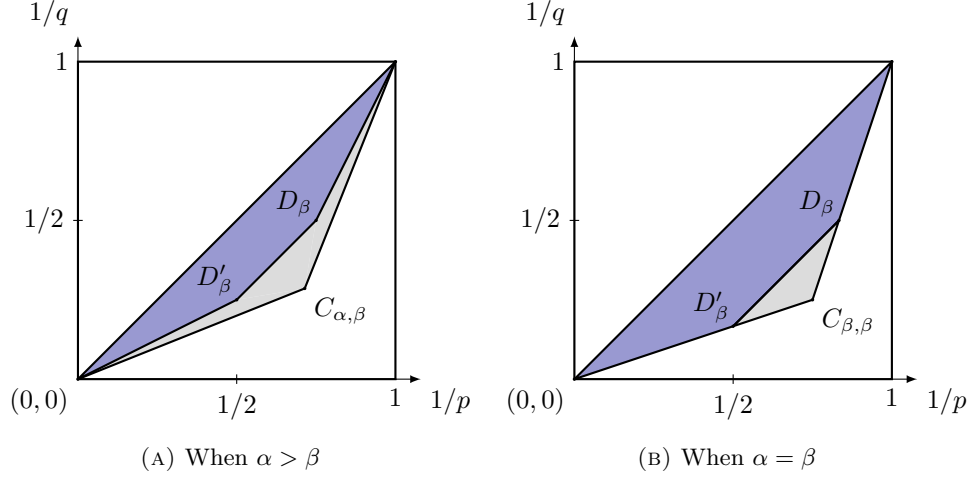 1/q
1
D_β
1/2
D'_β
C_{α,β}
(0, 0)
1/2
1
1/p
(A) When α > β
1/q
1
D_β
1/2
D'_β
C_{β,β}
(0, 0)
1/2
1
1/p
(B) When α = β